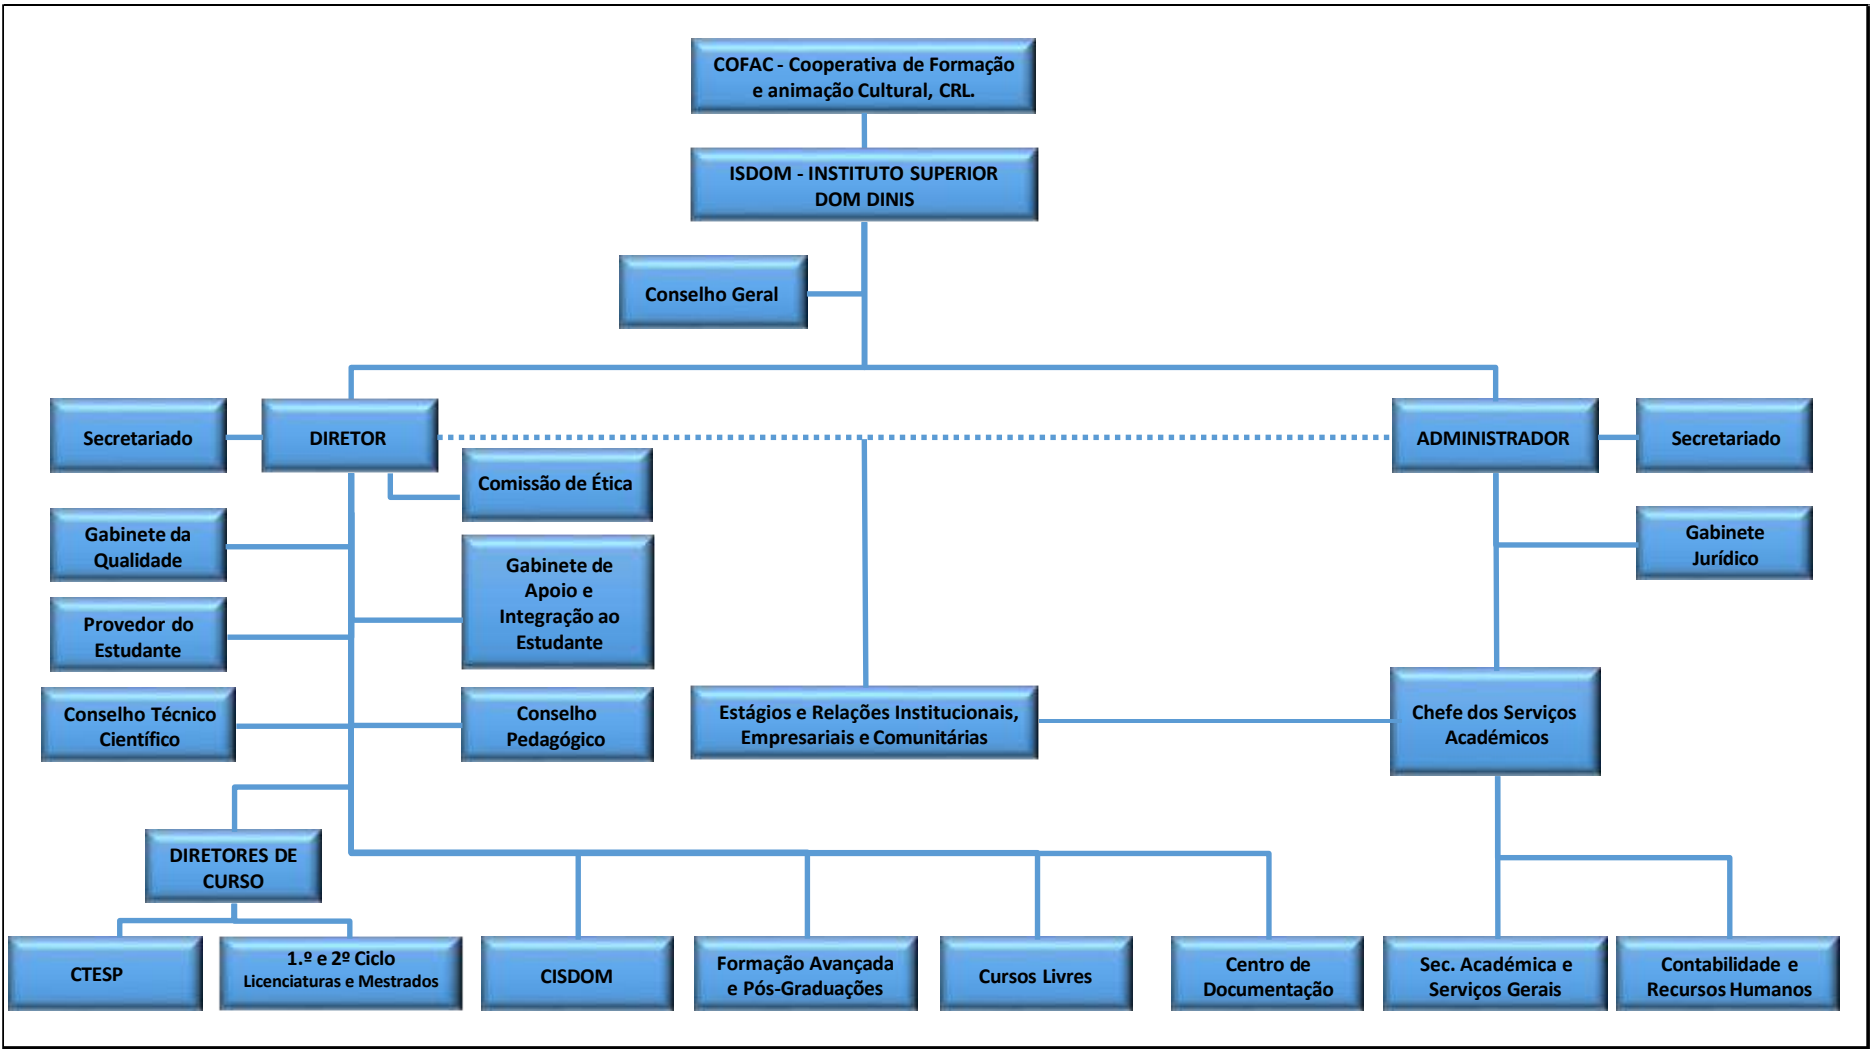 COFAC - Cooperativa de Formação
e animação Cultural, CRL.
ISDOM - INSTITUTO SUPERIOR
DOM DINIS
Conselho Geral
Secretariado
DIRETOR
ADMINISTRADOR
Secretariado
Comissão de Ética
Gabinete da
Qualidade
Gabinete de
Apoio e
Integração ao
Estudante
Gabinete
Jurídico
Provedor do
Estudante
Conselho Técnico
Científico
Conselho
Pedagógico
Estágios e Relações Institucionais,
Empresariais e Comunitárias
Chefe dos Serviços
Académicos
DIRETORES DE
CURSO
CTESP
1.º e 2º Ciclo
Licenciaturas e Mestrados
CISDOM
Formação Avançada
e Pós-Graduações
Cursos Livres
Centro de
Documentação
Sec. Académica e
Serviços Gerais
Contabilidade e
Recursos Humanos